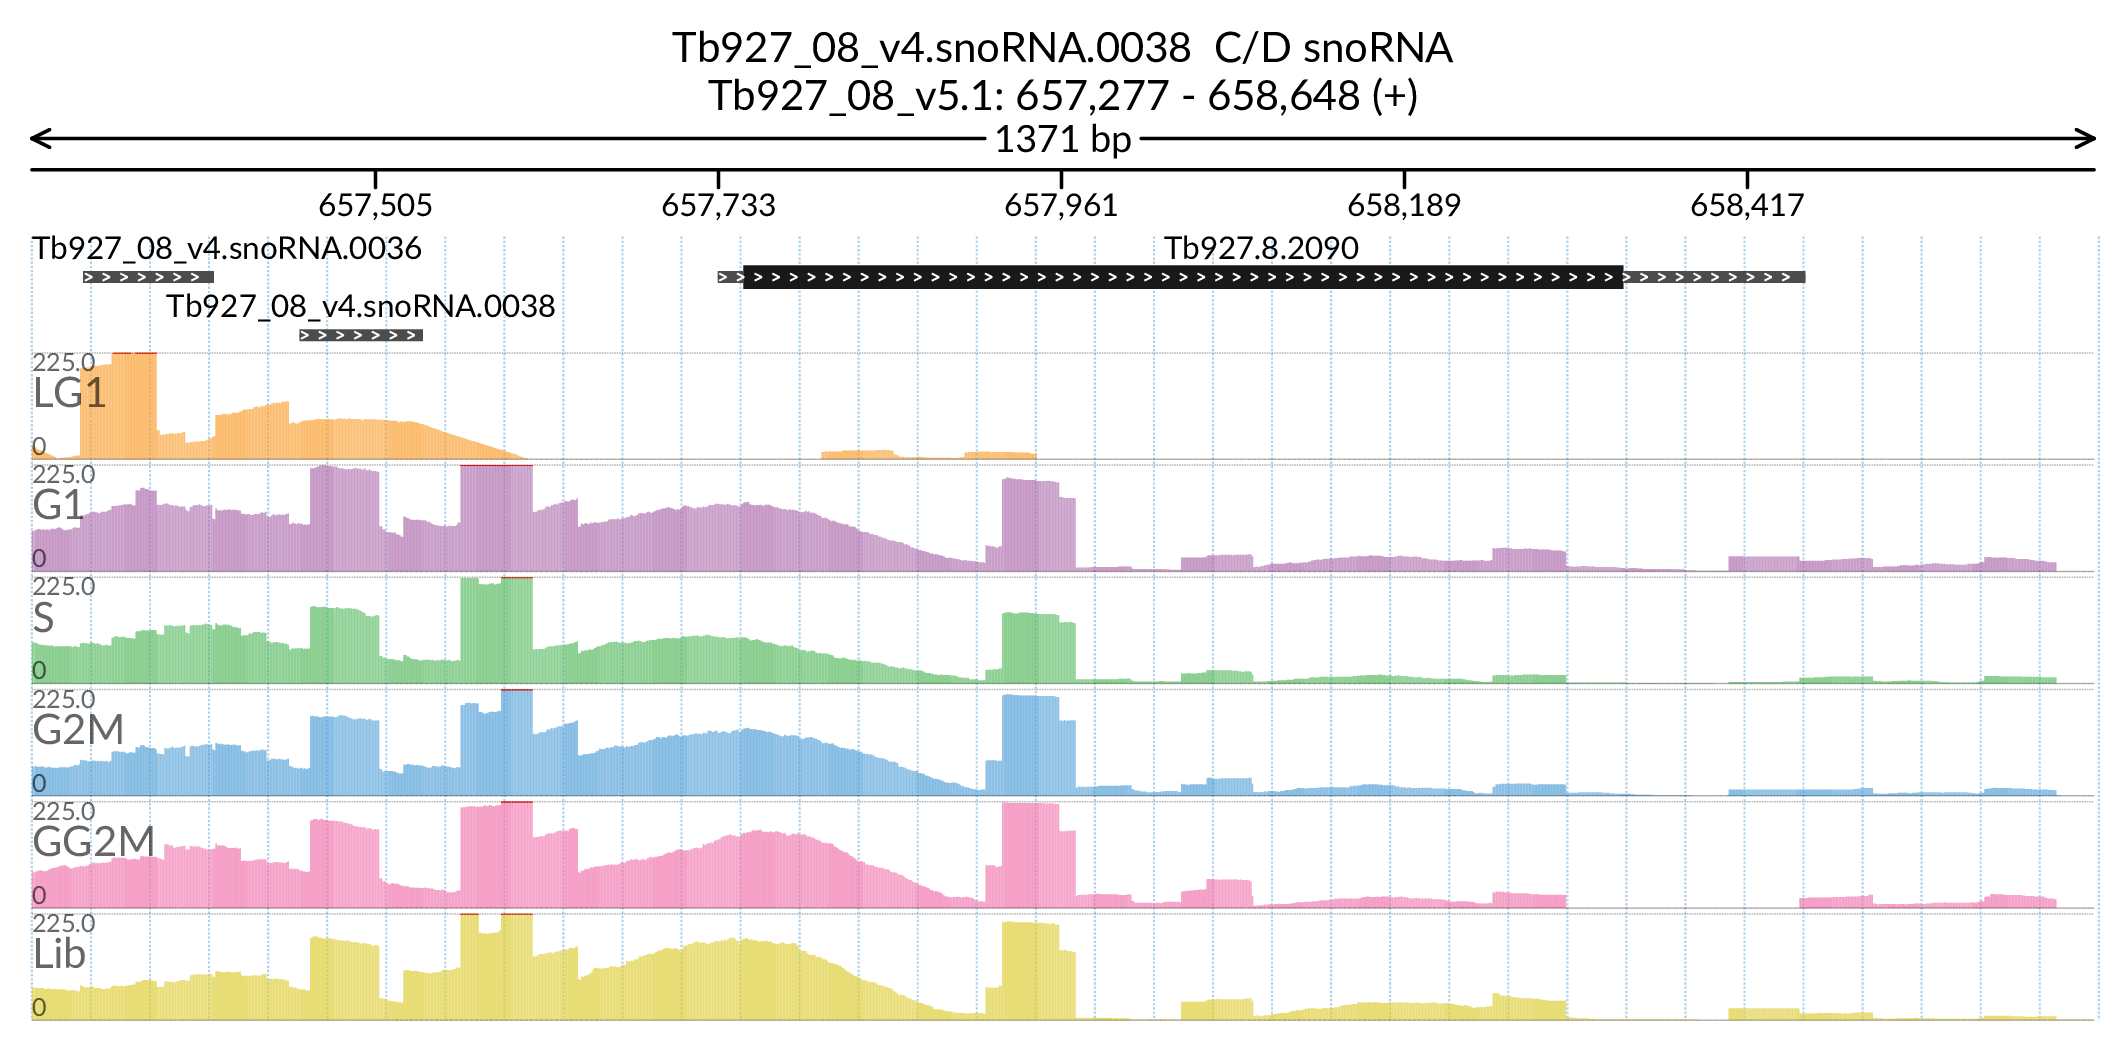 Tb927_08_v4.snoRNA.0038 C/D snoRNA
Tb927_08_v5.1: 657,277 - 658,648 (+)
1371 bp
657,505 657,733 657,961 658,189 658,417
Tb927_08_v4.snoRNA.0036 Tb927.8.2090
Tb927_08_v4.snoRNA.0038
225.0
LG1
0
225.0
G1
0
225.0
S
0
225.0
G2M
0
225.0
GG2M
0
225.0
Lib
0